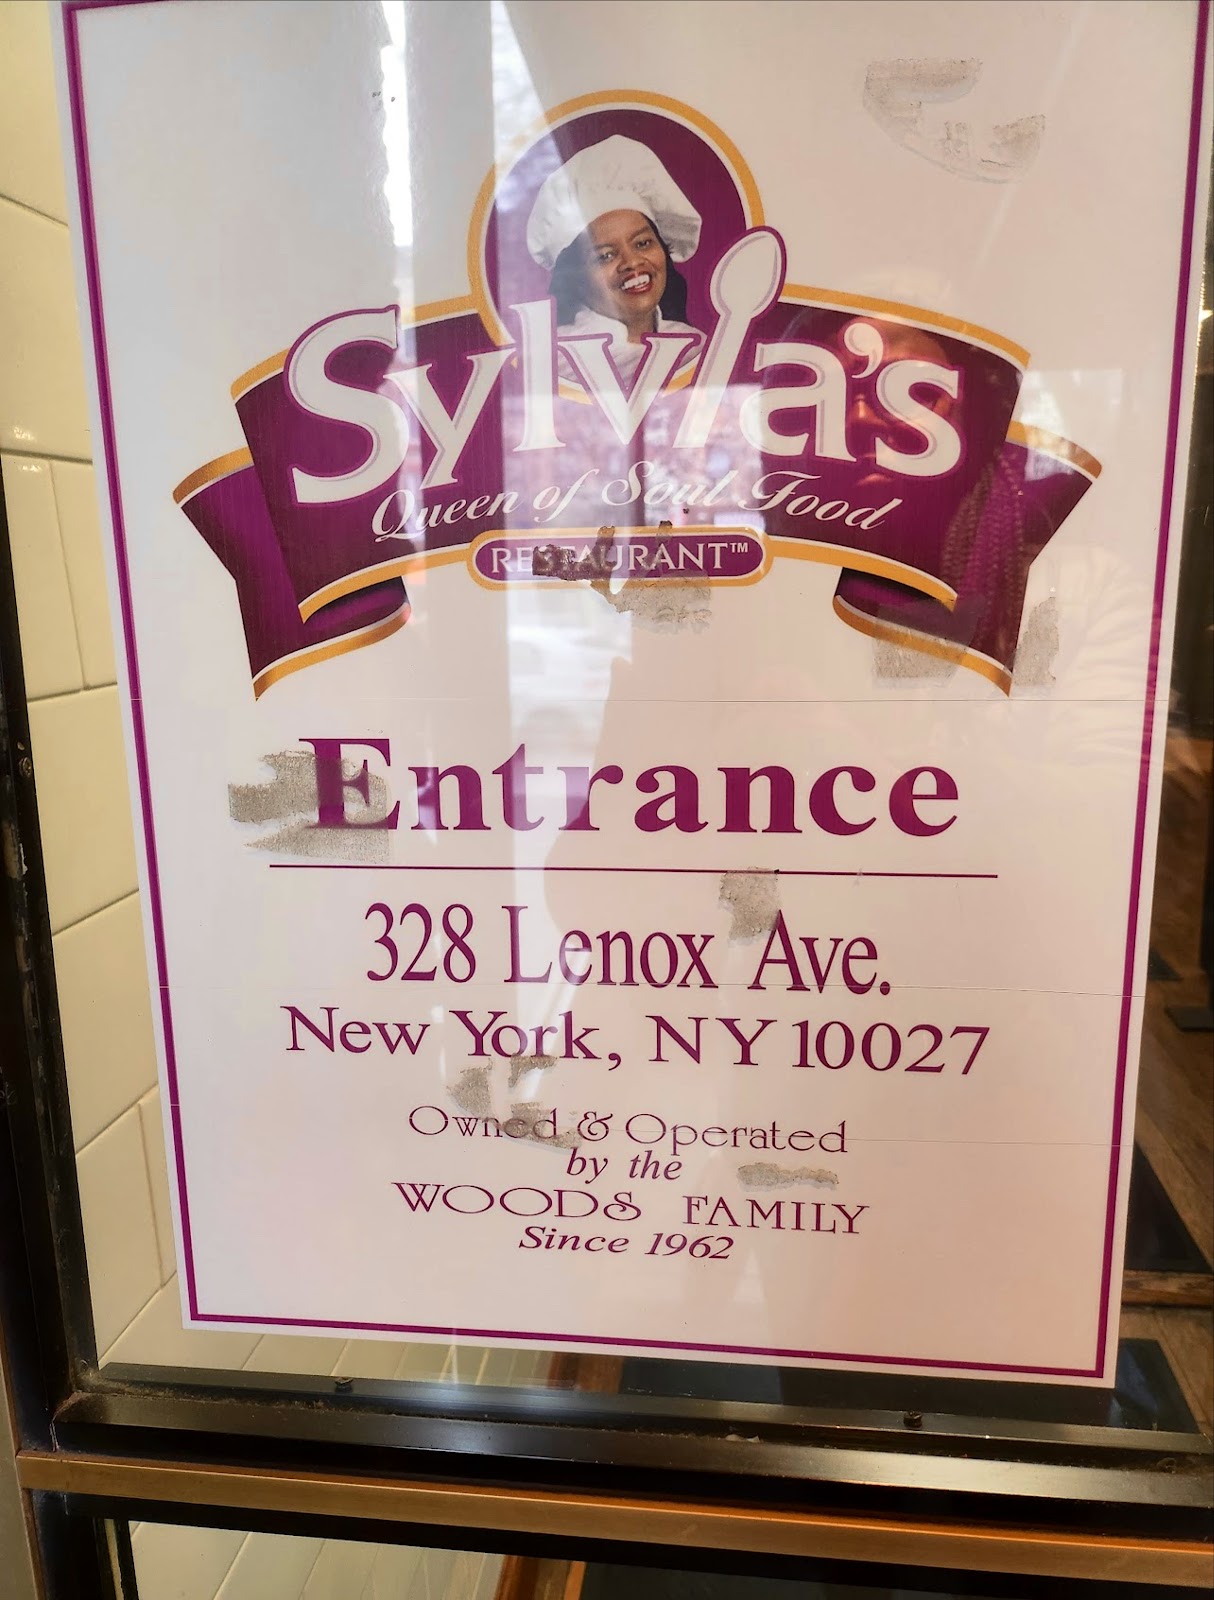 Sylvia's
Queen of Soul Food
RESTAURANT™
Entrance
328 Lenox Ave.
New York, NY 10027
Owned & Operated
by the
WOODS FAMILY
Since 1962